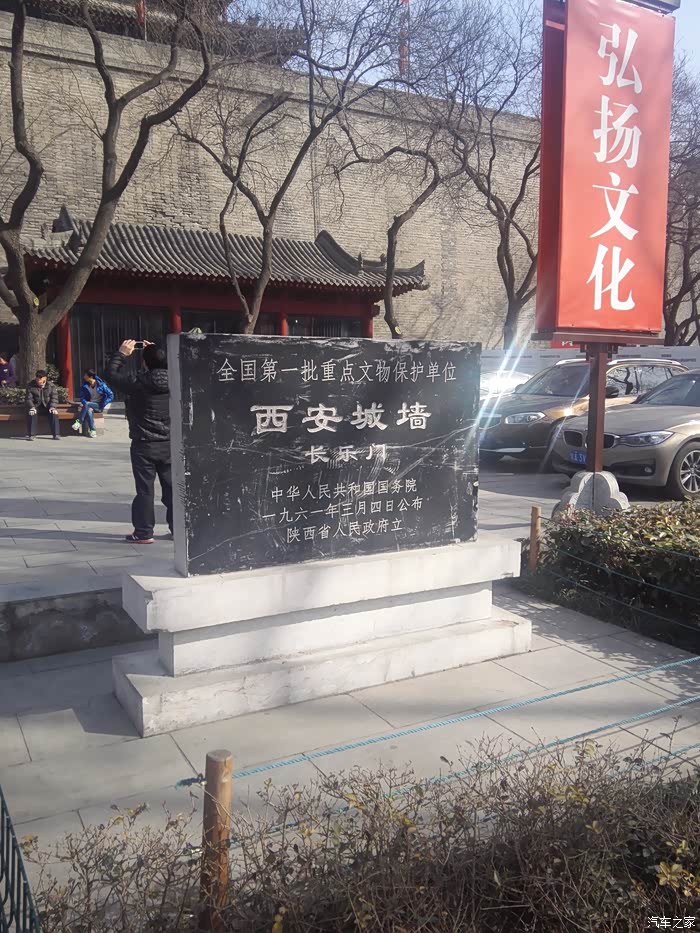 弘扬文化
全国第一批重点文物保护单位
西安城墙
长乐门
中华人民共和国国务院
一九六一年三月四日公布
陕西省人民政府立
汽车之家